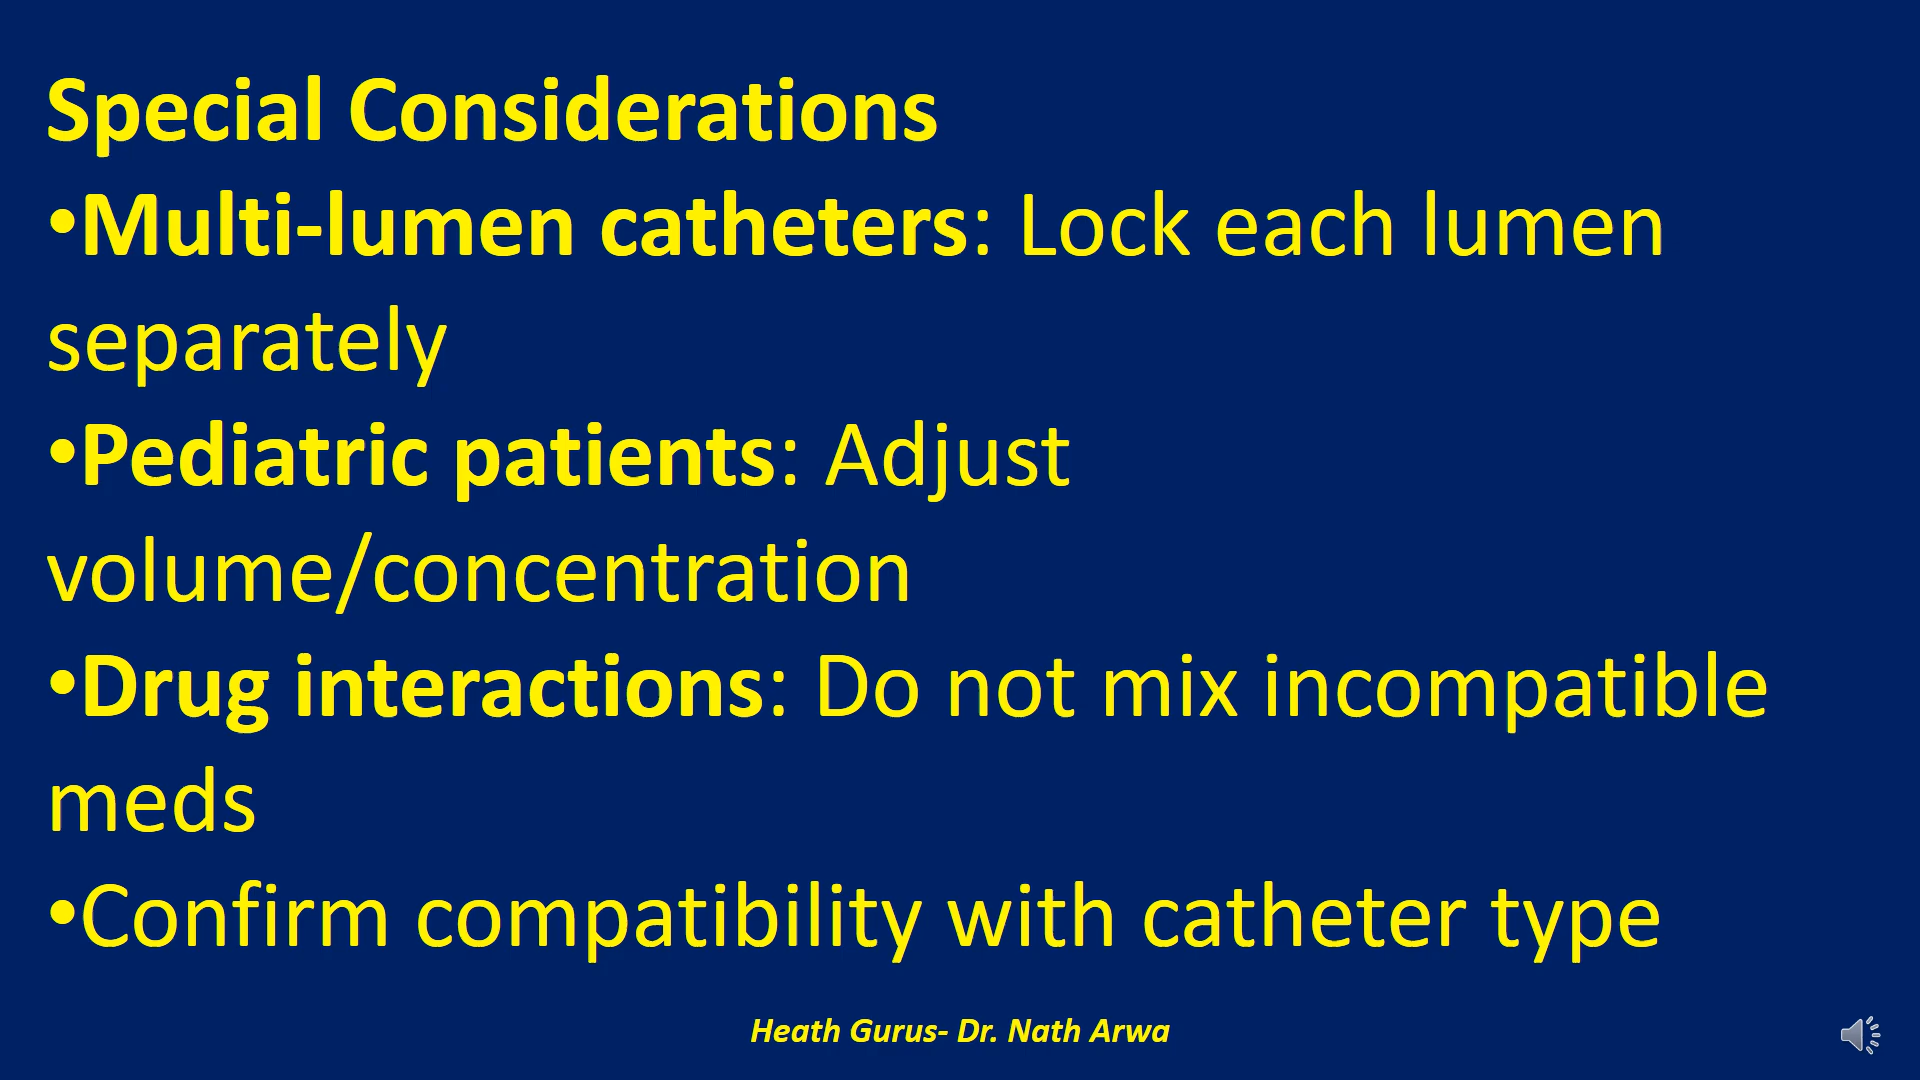 Special Considerations
•Multi-lumen catheters: Lock each lumen
separately
•Pediatric patients: Adjust
volume/concentration
•Drug interactions: Do not mix incompatible
meds
•Confirm compatibility with catheter type
Heath Gurus- Dr. Nath Arwa